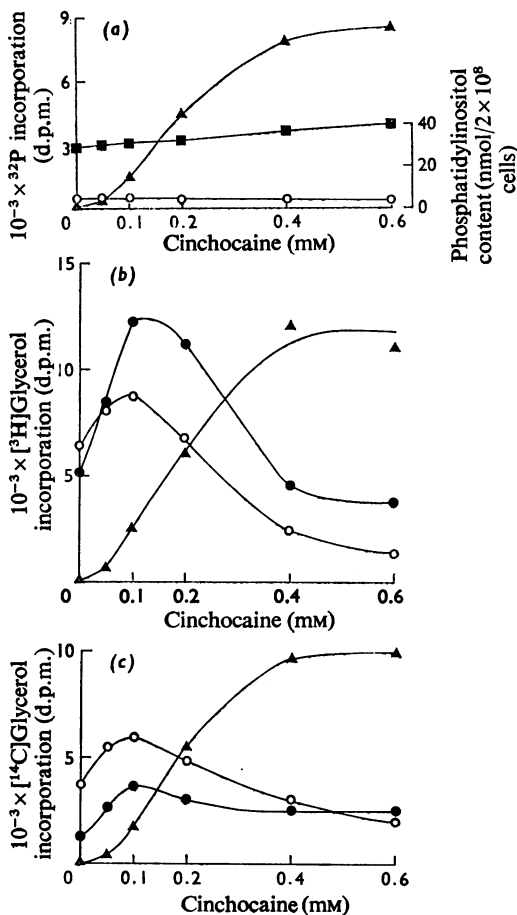 (a)
10⁻³ × ³²P incorporation
(d.p.m.)
9
6
3
0
0.1
0.2
0.4
0.6
Cinchocaine (mM)
40
20
0
Phosphatidylinositol
content (nmol/2 × 10⁸
cells)
(b)
10⁻³ × [³H]Glycerol
incorporation (d.p.m.)
15
10
5
0
0.1
0.2
0.4
0.6
Cinchocaine (mM)
(c)
10⁻³ × [¹⁴C]Glycerol
incorporation (d.p.m.)
10
5
0
0.1
0.2
0.4
0.6
Cinchocaine (mM)